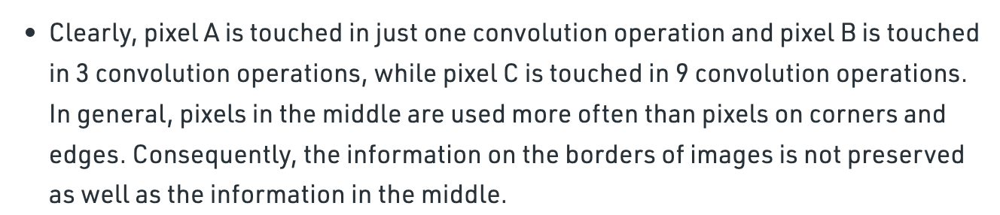 • Clearly, pixel A is touched in just one convolution operation and pixel B is touched
in 3 convolution operations, while pixel C is touched in 9 convolution operations.
In general, pixels in the middle are used more often than pixels on corners and
edges. Consequently, the information on the borders of images is not preserved
as well as the information in the middle.